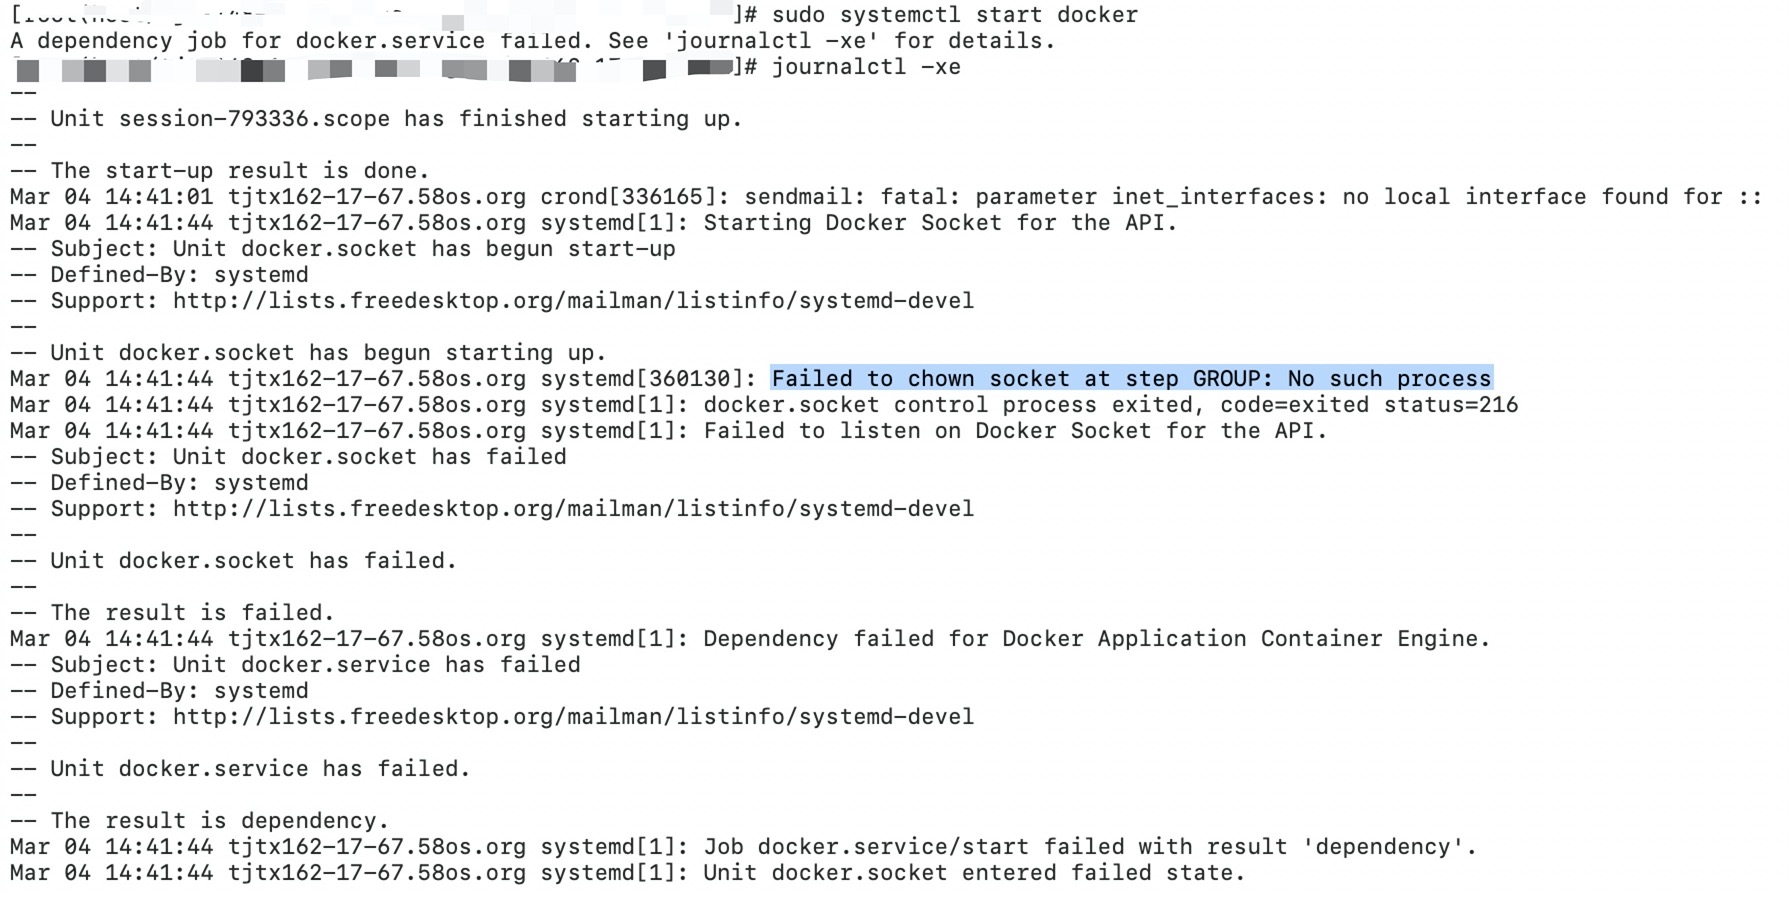 ]# sudo systemctl start docker
A dependency job for docker.service failed. See 'journalctl -xe' for details.
]# journalctl -xe
--
-- Unit session-793336.scope has finished starting up.
--
-- The start-up result is done.
Mar 04 14:41:01 tjtx162-17-67.58os.org crond[336165]: sendmail: fatal: parameter inet_interfaces: no local interface found for ::
Mar 04 14:41:44 tjtx162-17-67.58os.org systemd[1]: Starting Docker Socket for the API.
-- Subject: Unit docker.socket has begun start-up
-- Defined-By: systemd
-- Support: http://lists.freedesktop.org/mailman/listinfo/systemd-devel
--
-- Unit docker.socket has begun starting up.
Mar 04 14:41:44 tjtx162-17-67.58os.org systemd[360130]: Failed to chown socket at step GROUP: No such process
Mar 04 14:41:44 tjtx162-17-67.58os.org systemd[1]: docker.socket control process exited, code=exited status=216
Mar 04 14:41:44 tjtx162-17-67.58os.org systemd[1]: Failed to listen on Docker Socket for the API.
-- Subject: Unit docker.socket has failed
-- Defined-By: systemd
-- Support: http://lists.freedesktop.org/mailman/listinfo/systemd-devel
--
-- Unit docker.socket has failed.
--
-- The result is failed.
Mar 04 14:41:44 tjtx162-17-67.58os.org systemd[1]: Dependency failed for Docker Application Container Engine.
-- Subject: Unit docker.service has failed
-- Defined-By: systemd
-- Support: http://lists.freedesktop.org/mailman/listinfo/systemd-devel
--
-- Unit docker.service has failed.
--
-- The result is dependency.
Mar 04 14:41:44 tjtx162-17-67.58os.org systemd[1]: Job docker.service/start failed with result 'dependency'.
Mar 04 14:41:44 tjtx162-17-67.58os.org systemd[1]: Unit docker.socket entered failed state.